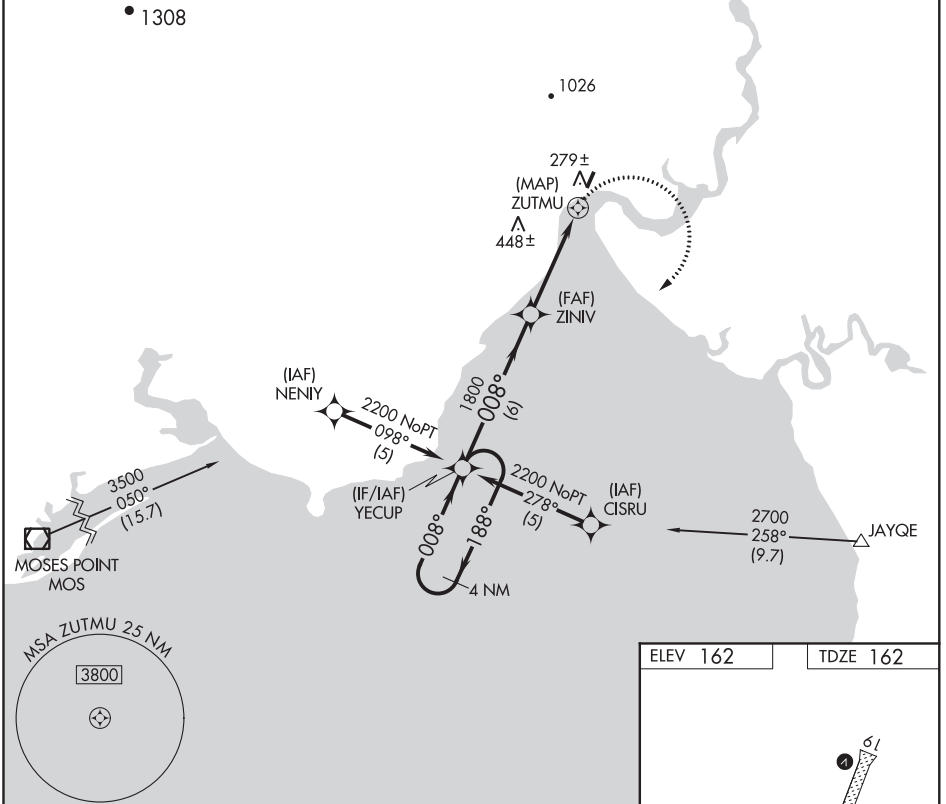 1308
1026
279±
(MAP)
ZUTMU
448±
(FAF)
ZINIV
(IAF)
NENIY
2200 NoPT
098°
(5)
1800
008°
(6)
(IF/IAF)
YECUP
2200 NoPT
278°
(5)
(IAF)
CISRU
3500
050°
(15.7)
MOSES POINT
MOS
2700
258°
(9.7)
JAYQE
008°
188°
4 NM
MSA ZUTMU 25 NM
3800
ELEV 162
TDZE 162
19